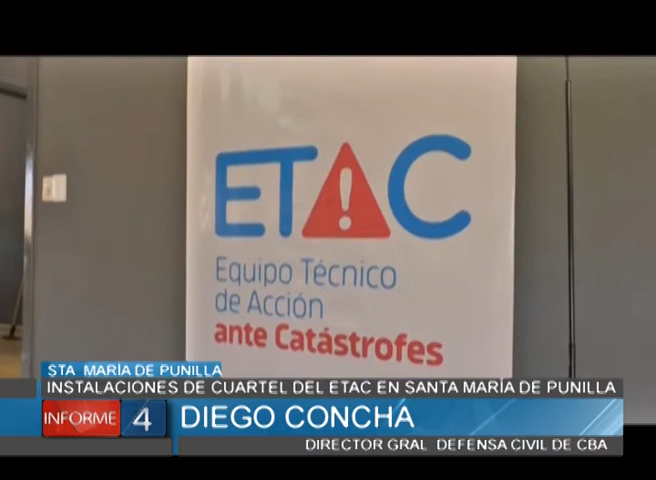 ETAC
Equipo Técnico
de Acción
ante Catástrofes
STA MARÍA DE PUNILLA
INSTALACIONES DE CUARTEL DEL ETAC EN SANTA MARÍA DE PUNILLA
INFORME 4
DIEGO CONCHA
DIRECTOR GRAL DEFENSA CIVIL DE CBA